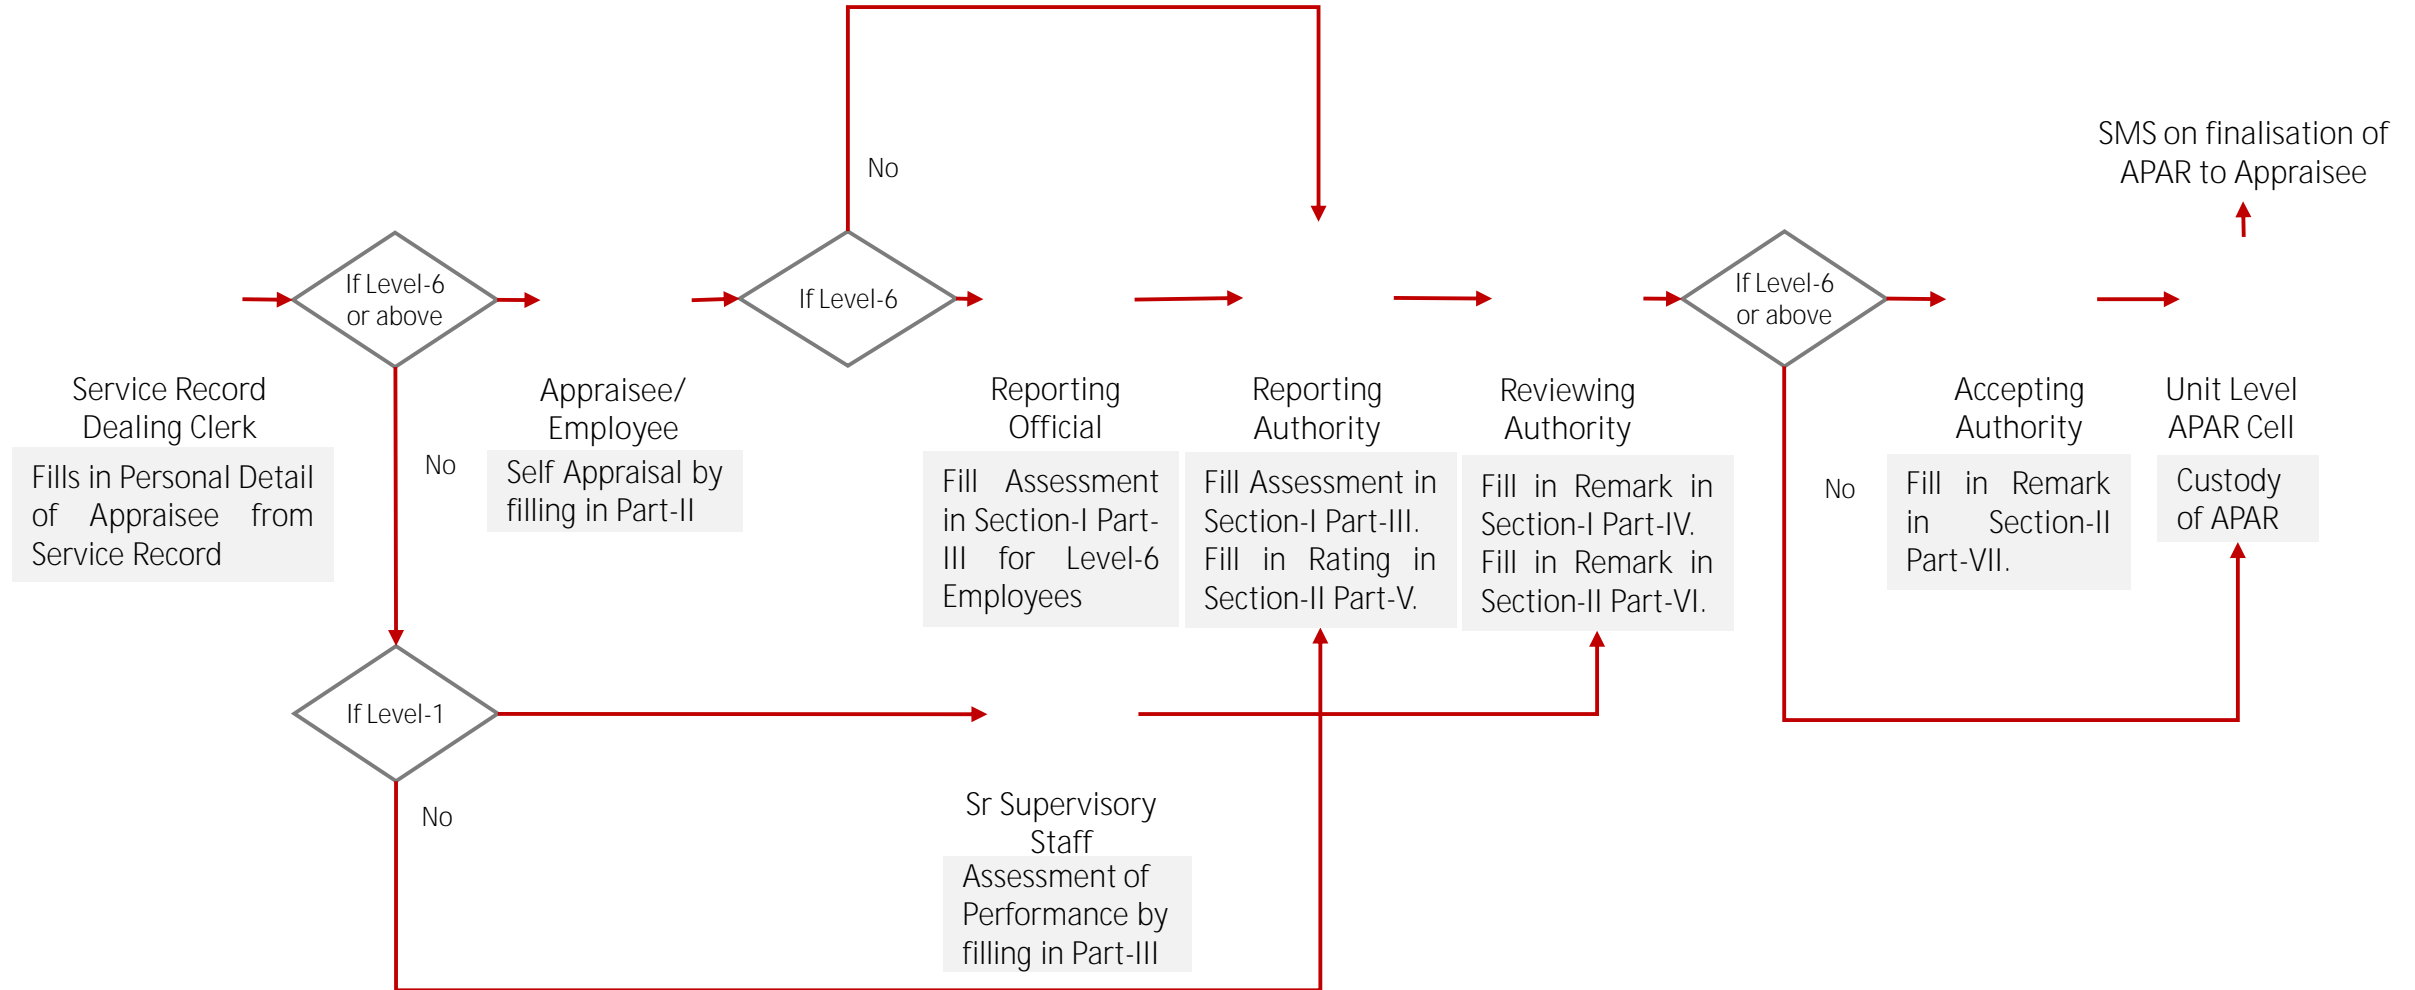 No
SMS on finalisation of
APAR to Appraisee
If Level-6
or above
If Level-6
If Level-6
or above
Service Record
Dealing Clerk
Fills in Personal Detail
of Appraisee from
Service Record
No
Appraisee/
Employee
Self Appraisal by
filling in Part-II
Reporting
Official
Fill Assessment
in Section-I Part-
III for Level-6
Employees
Reporting
Authority
Fill Assessment in
Section-I Part-III.
Fill in Rating in
Section-II Part-V.
Reviewing
Authority
Fill in Remark in
Section-I Part-IV.
Fill in Remark in
Section-II Part-VI.
No
Accepting
Authority
Fill in Remark
in Section-II
Part-VII.
Unit Level
APAR Cell
Custody
of APAR
If Level-1
No
Sr Supervisory
Staff
Assessment of
Performance by
filling in Part-III